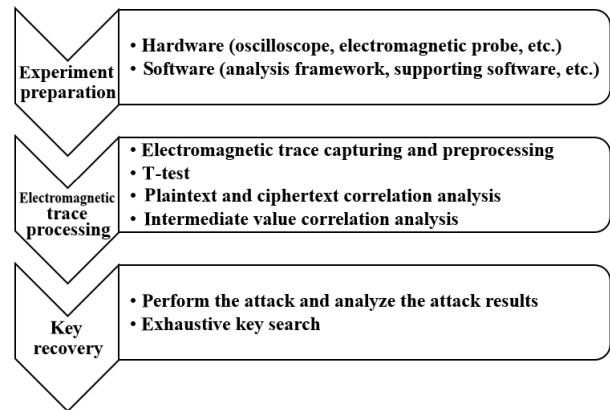 Experiment
preparation
• Hardware (oscilloscope, electromagnetic probe, etc.)
• Software (analysis framework, supporting software, etc.)
Electromagnetic
trace
processing
• Electromagnetic trace capturing and preprocessing
• T-test
• Plaintext and ciphertext correlation analysis
• Intermediate value correlation analysis
Key
recovery
• Perform the attack and analyze the attack results
• Exhaustive key search